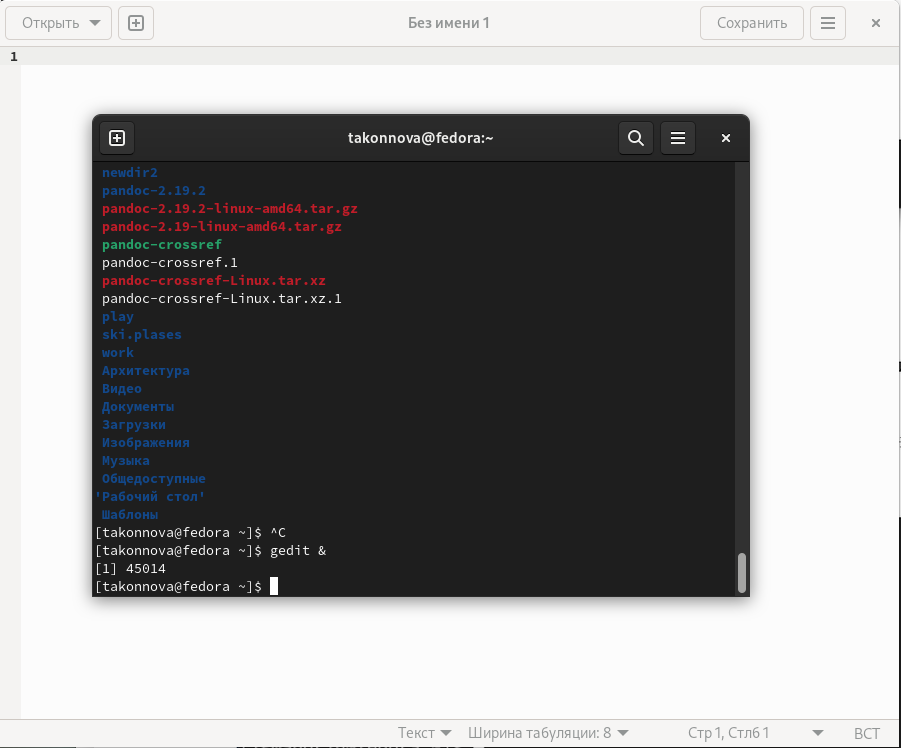 Открыть
Без имени 1
Сохранить
1
takonnova@fedora:~
newdir2
pandoc-2.19.2
pandoc-2.19.2-linux-amd64.tar.gz
pandoc-2.19-linux-amd64.tar.gz
pandoc-crossref
pandoc-crossref.1
pandoc-crossref-Linux.tar.xz
pandoc-crossref-Linux.tar.xz.1
play
ski.plases
work
Архитектура
Видео
Документы
Загрузки
Изображения
Музыка
Общедоступные
'Рабочий стол'
Шаблоны
[takonnova@fedora ~]$ ^C
[takonnova@fedora ~]$ gedit &
[1] 45014
[takonnova@fedora ~]$
Текст Ширина табуляции: 8 Стр 1, Стлб 1 ВСТ